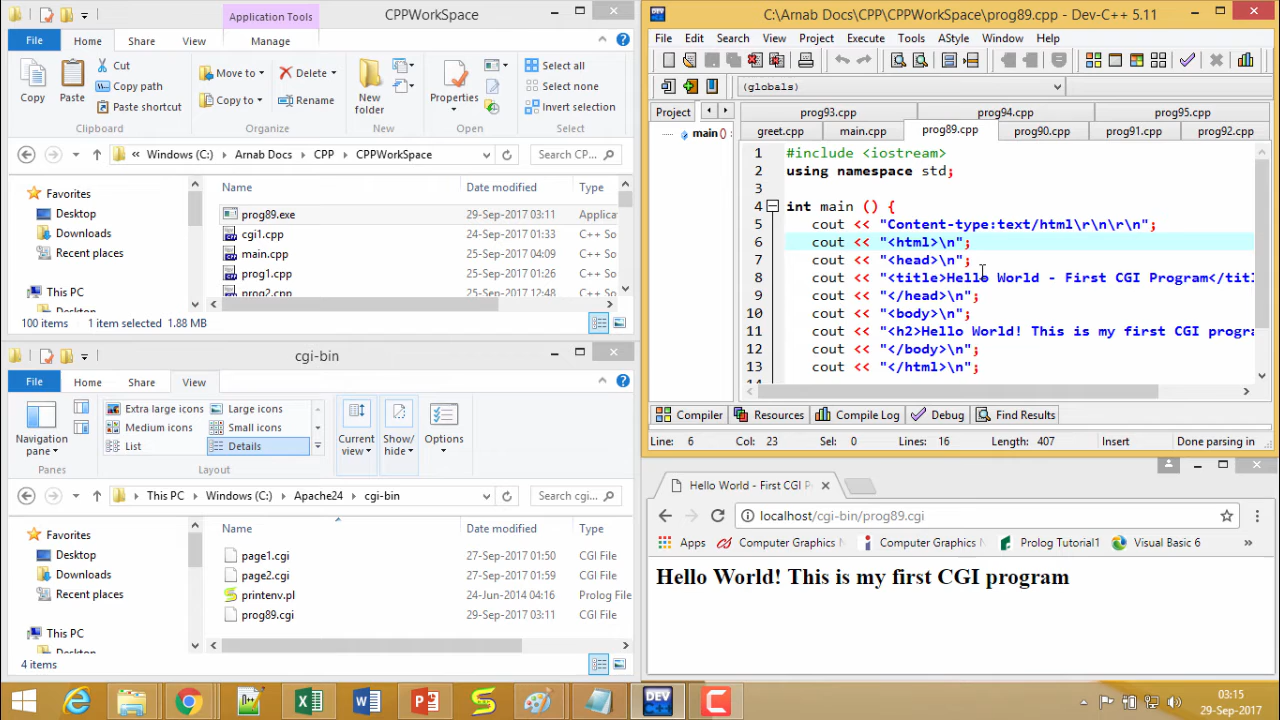 Application Tools
CPPWorkSpace
File
Home
Share
View
Manage
Copy
Paste
Cut
Copy path
Paste shortcut
Clipboard
Move to
Copy to
Delete
Rename
Organize
New folder
New
Properties
Open
Select all
Select none
Invert selection
Select
« Windows (C:) Arnab Docs CPP CPPWorkSpace
Search CP...
Favorites
Desktop
Downloads
Recent places
This PC
Desktop
Name Date modified Type
prog89.exe 29-Sep-2017 03:11 Applica
cgi1.cpp 24-Sep-2017 01:33 C++ So
main.cpp 25-Sep-2017 04:09 C++ So
prog1.cpp 25-Sep-2017 01:26 C++ So
prog2.cpp 25-Sep-2017 12:48 C++ So
100 items 1 item selected 1.88 MB
cgi-bin
File
Home
Share
View
Navigation pane
Panes
Extra large icons
Large icons
Medium icons
Small icons
List
Details
Layout
Current view
Show/ hide
Options
This PC Windows (C:) Apache24 cgi-bin
Search cgi...
Favorites
Desktop
Downloads
Recent places
This PC
Desktop
Name Date modified Type
page1.cgi 27-Sep-2017 01:50 CGI File
page2.cgi 27-Sep-2017 01:59 CGI File
printenv.pl 24-Jun-2014 04:16 Prolog File
prog89.cgi 29-Sep-2017 03:11 CGI File
4 items
C:\Arnab Docs\CPP\CPPWorkSpace\prog89.cpp - Dev-C++ 5.11
File Edit Search View Project Execute Tools AStyle Window Help
(globals)
Project
main()
prog93.cpp prog94.cpp prog95.cpp
greet.cpp main.cpp prog89.cpp prog90.cpp prog91.cpp prog92.cpp
1 #include <iostream>
2 using namespace std;
3
4 int main () {
5 cout << "Content-type:text/html\r\n\r\n";
6 cout << "<html>\n";
7 cout << "<head>\n";
8 cout << "<title>Hello World - First CGI Program</titl
9 cout << "</head>\n";
10 cout << "<body>\n";
11 cout << "<h2>Hello World! This is my first CGI progra
12 cout << "</body>\n";
13 cout << "</html>\n";
14
Compiler Resources Compile Log Debug Find Results
Line: 6 Col: 23 Sel: 0 Lines: 16 Length: 407 Insert Done parsing in
Hello World - First CGI P
localhost/cgi-bin/prog89.cgi
Apps Computer Graphics Computer Graphics Prolog Tutorial1 Visual Basic 6 »
Hello World! This is my first CGI program
DEV
03:15
29-Sep-2017